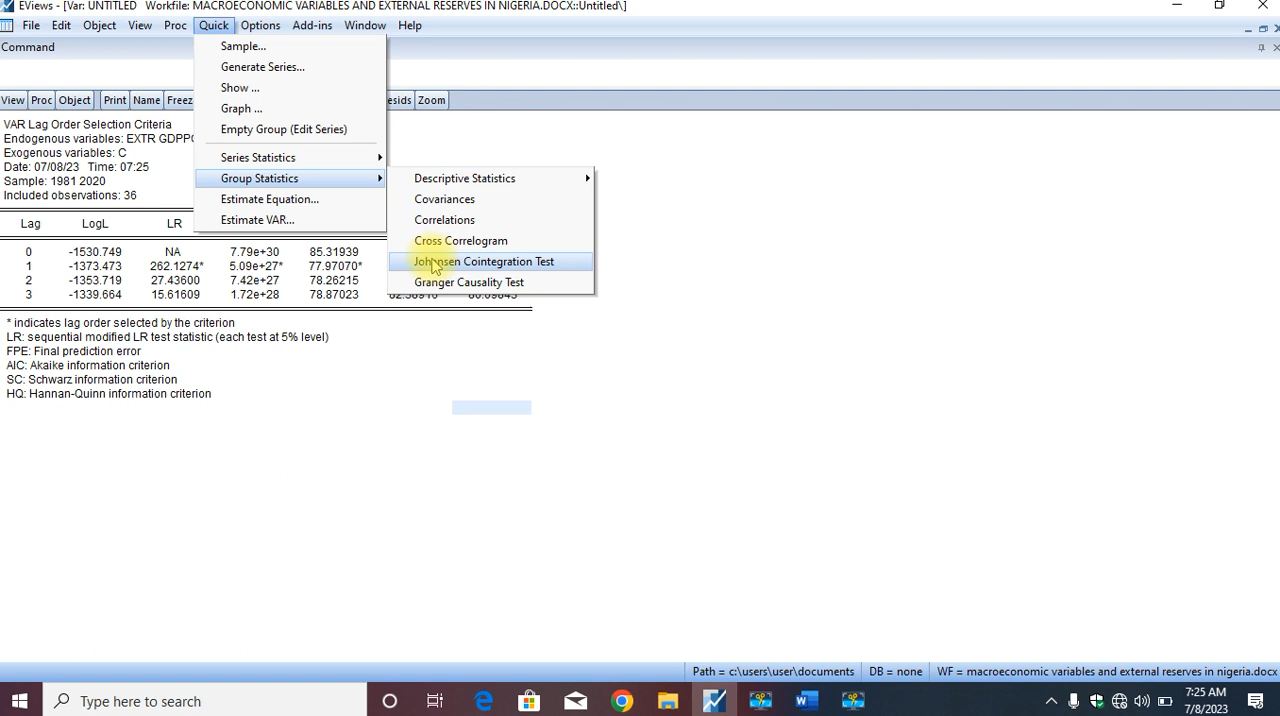 EViews - [Var: UNTITLED   Workfile: MACROECONOMIC VARIABLES AND EXTERNAL RESERVES IN NIGERIA.DOCX::Untitled\]
File Edit Object View Proc Quick Options Add-ins Window Help
Command
Sample...
Generate Series...
Show ...
Graph ...
Empty Group (Edit Series)
Series Statistics
Group Statistics
Estimate Equation...
Estimate VAR...
Descriptive Statistics
Covariances
Correlations
Cross Correlogram
Johansen Cointegration Test
Granger Causality Test
View Proc Object Print Name Freez esids Zoom
VAR Lag Order Selection Criteria
Endogenous variables: EXTR GDPP
Exogenous variables: C
Date: 07/08/23   Time: 07:25
Sample: 1981 2020
Included observations: 36
Lag LogL LR
0 -1530.749 NA 7.79e+30 85.31939
1 -1373.473 262.1274* 5.09e+27* 77.97070*
2 -1353.719 27.43600 7.42e+27 78.26215
3 -1339.664 15.61609 1.72e+28 78.87023 82.58910
* indicates lag order selected by the criterion
LR: sequential modified LR test statistic (each test at 5% level)
FPE: Final prediction error
AIC: Akaike information criterion
SC: Schwarz information criterion
HQ: Hannan-Quinn information criterion
Path = c:\users\user\documents DB = none WF = macroeconomic variables and external reserves in nigeria.docx
Type here to search
7:25 AM
7/8/2023